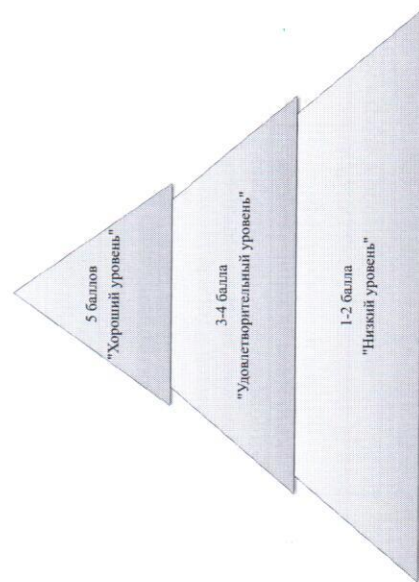 5 баллов
"Хороший уровень"
3-4 балла
"Удовлетворительный уровень"
1-2 балла
"Низкий уровень"